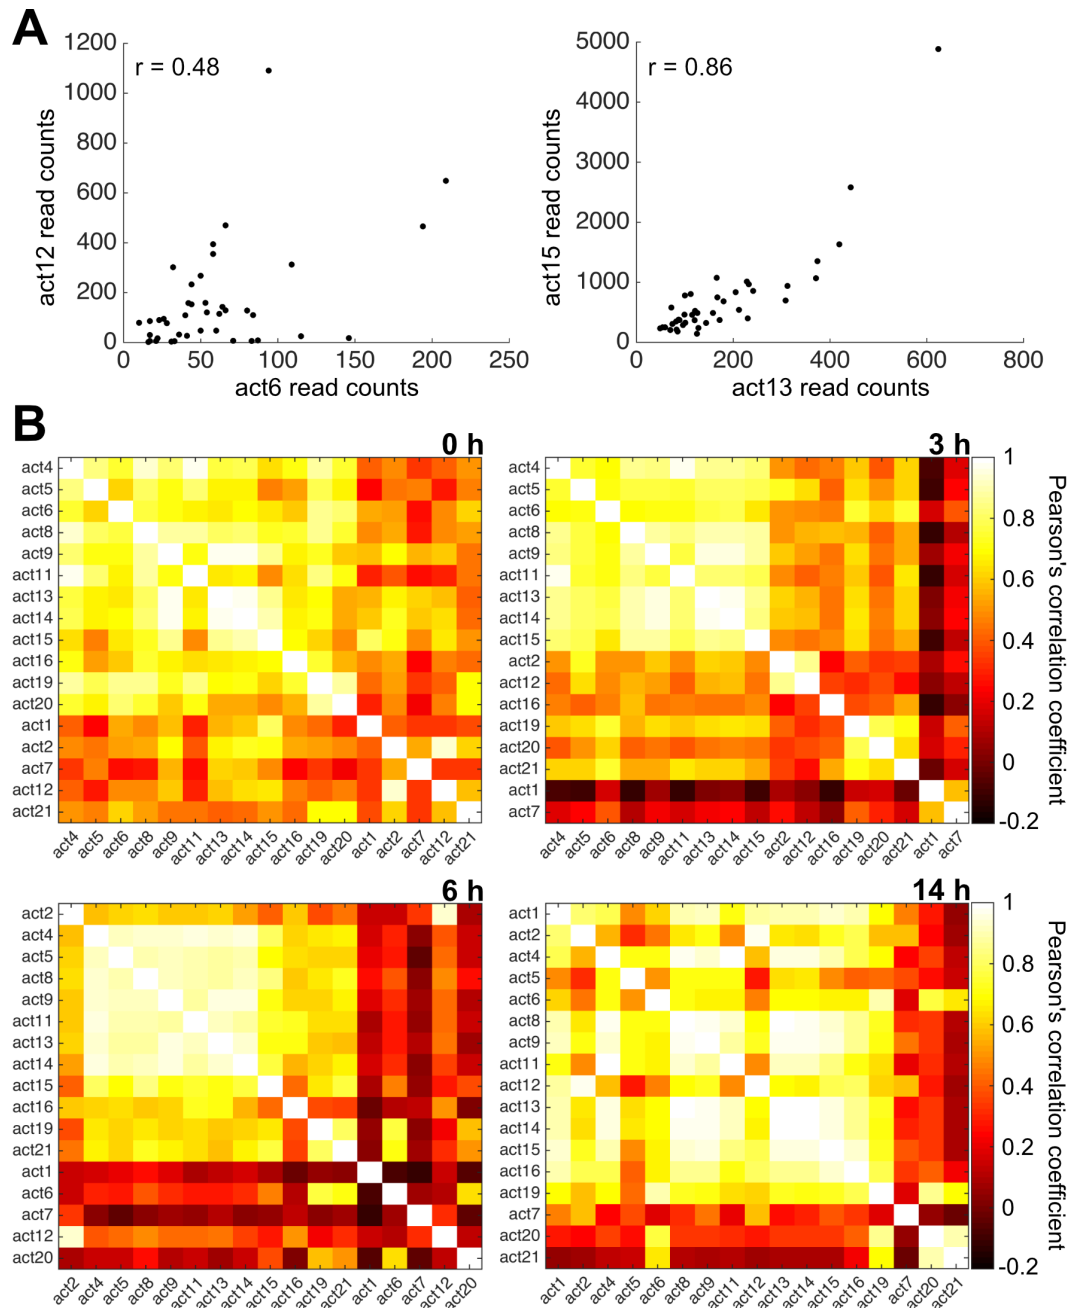 A
r = 0.48
1200
1000
800
600
400
200
0
act12 read counts
0 50 100 150 200 250
act6 read counts
r = 0.86
5000
4000
3000
2000
1000
0
act15 read counts
0 200 400 600 800
act13 read counts
B
0 h
act4
act5
act6
act8
act9
act11
act13
act14
act15
act16
act19
act20
act1
act2
act7
act12
act21
act4 act5 act6 act8 act9 act11 act13 act14 act15 act16 act19 act20 act1 act2 act7 act12 act21
3 h
act4
act5
act6
act8
act9
act11
act13
act14
act15
act2
act12
act16
act19
act20
act21
act1
act7
act4 act5 act6 act8 act9 act11 act13 act14 act15 act2 act12 act16 act19 act20 act21 act1 act7
1
0.8
0.6
0.4
0.2
0
-0.2
Pearson's correlation coefficient
6 h
act2
act4
act5
act8
act9
act11
act13
act14
act15
act16
act19
act21
act1
act6
act7
act12
act20
act2 act4 act5 act8 act9 act11 act13 act14 act15 act16 act19 act21 act1 act6 act7 act12 act20
14 h
act1
act2
act4
act5
act6
act8
act9
act11
act12
act13
act14
act15
act16
act19
act7
act20
act21
act1 act2 act4 act5 act6 act8 act9 act11 act12 act13 act14 act15 act16 act19 act7 act20 act21
1
0.8
0.6
0.4
0.2
0
-0.2
Pearson's correlation coefficient